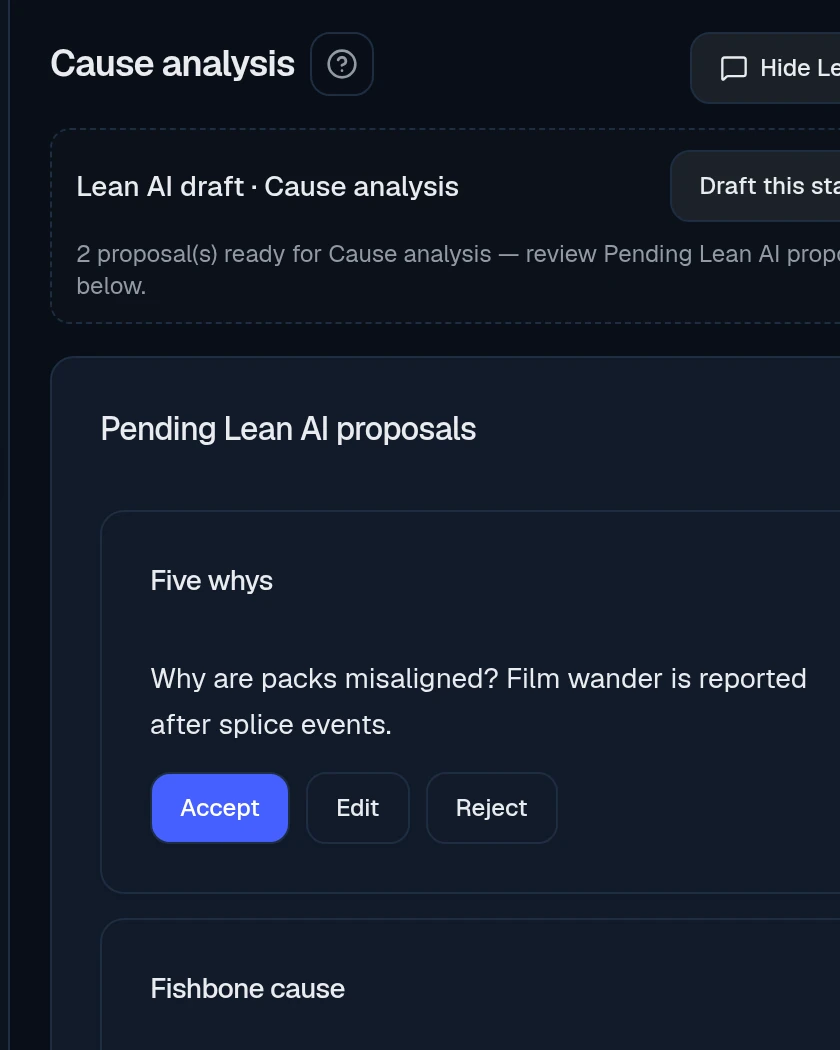 Cause analysis
Hide Le
Lean AI draft · Cause analysis
Draft this sta
2 proposal(s) ready for Cause analysis — review Pending Lean AI propo
below.
Pending Lean AI proposals
Five whys
Why are packs misaligned? Film wander is reported
after splice events.
Accept
Edit
Reject
Fishbone cause